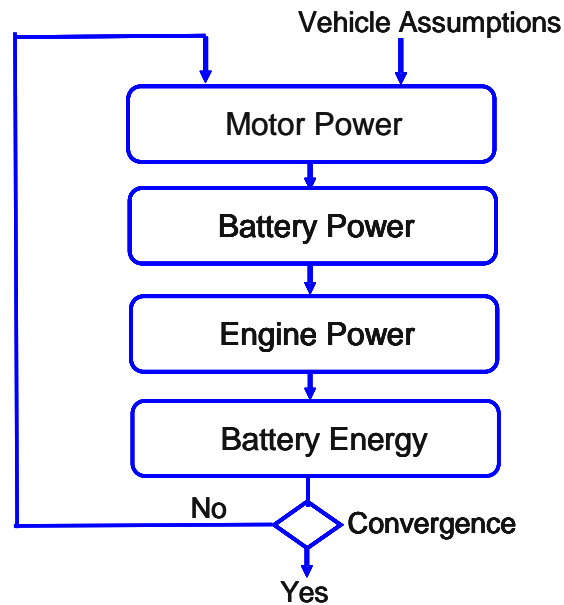 Vehicle Assumptions
Motor Power
Battery Power
Engine Power
Battery Energy
No
Convergence
Yes